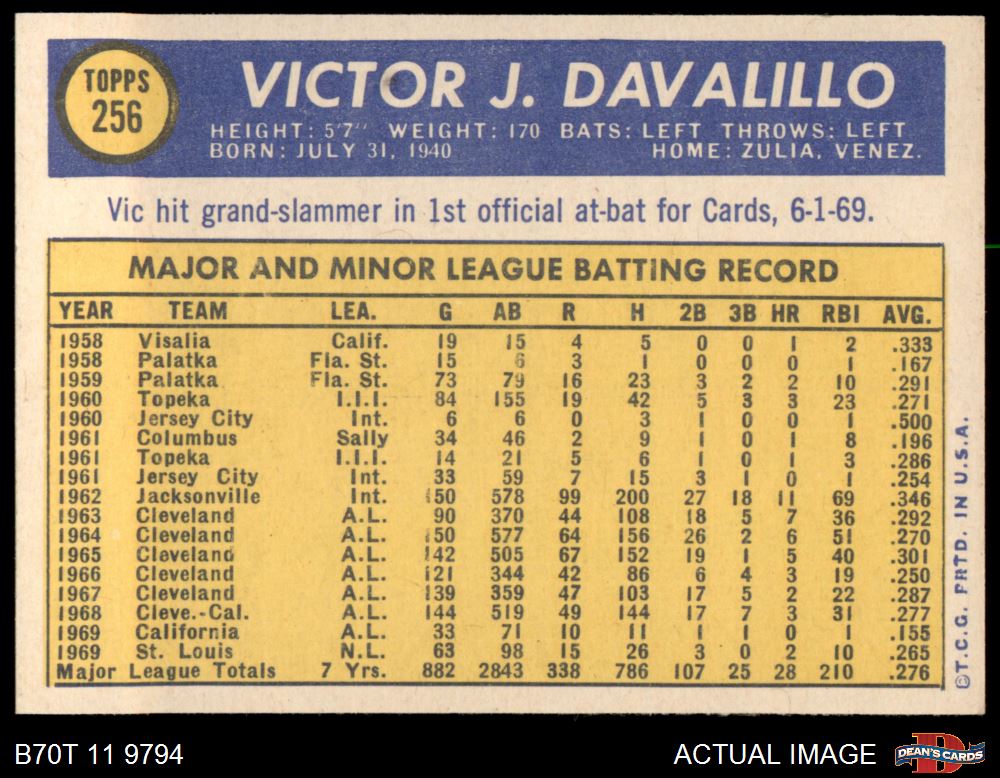 TOPPS
256
VICTOR J. DAVALILLO
HEIGHT: 5'7" WEIGHT: 170 BATS: LEFT THROWS: LEFT
BORN: JULY 31, 1940 HOME: ZULIA, VENEZ.
Vic hit grand-slammer in 1st official at-bat for Cards, 6-1-69.
MAJOR AND MINOR LEAGUE BATTING RECORD
YEAR TEAM LEA. G AB R H 2B 3B HR RBI AVG.
1958 Visalia Calif. 19 15 4 5 0 0 1 2 .333
1958 Palatka Fla. St. 15 6 3 1 0 0 0 1 .167
1959 Palatka Fla. St. 73 79 16 23 3 2 2 10 .291
1960 Topeka I.I.I. 84 155 19 42 5 3 3 23 .271
1960 Jersey City Int. 6 6 0 3 1 0 0 1 .500
1961 Columbus Sally 34 46 2 9 1 0 1 8 .196
1961 Topeka I.I.I. 14 21 5 6 1 0 1 3 .286
1961 Jersey City Int. 33 59 7 15 3 1 0 1 .254
1962 Jacksonville Int. 150 578 99 200 27 18 11 69 .346
1963 Cleveland A.L. 90 370 44 108 18 5 7 36 .292
1964 Cleveland A.L. 150 577 64 156 26 2 6 51 .270
1965 Cleveland A.L. 142 505 67 152 19 1 5 40 .301
1966 Cleveland A.L. 121 344 42 86 6 4 3 19 .250
1967 Cleveland A.L. 139 359 47 103 17 5 2 22 .287
1968 Cleve.-Cal. A.L. 144 519 49 144 17 7 3 31 .277
1969 California A.L. 33 71 10 11 1 1 0 1 .155
1969 St. Louis N.L. 63 98 15 26 3 0 2 10 .265
Major League Totals 7 Yrs. 882 2843 338 786 107 25 28 210 .276
©T.C.G. PRTD. IN U.S.A.
B70T 11 9794 ACTUAL IMAGE
DEAN'S CARDS